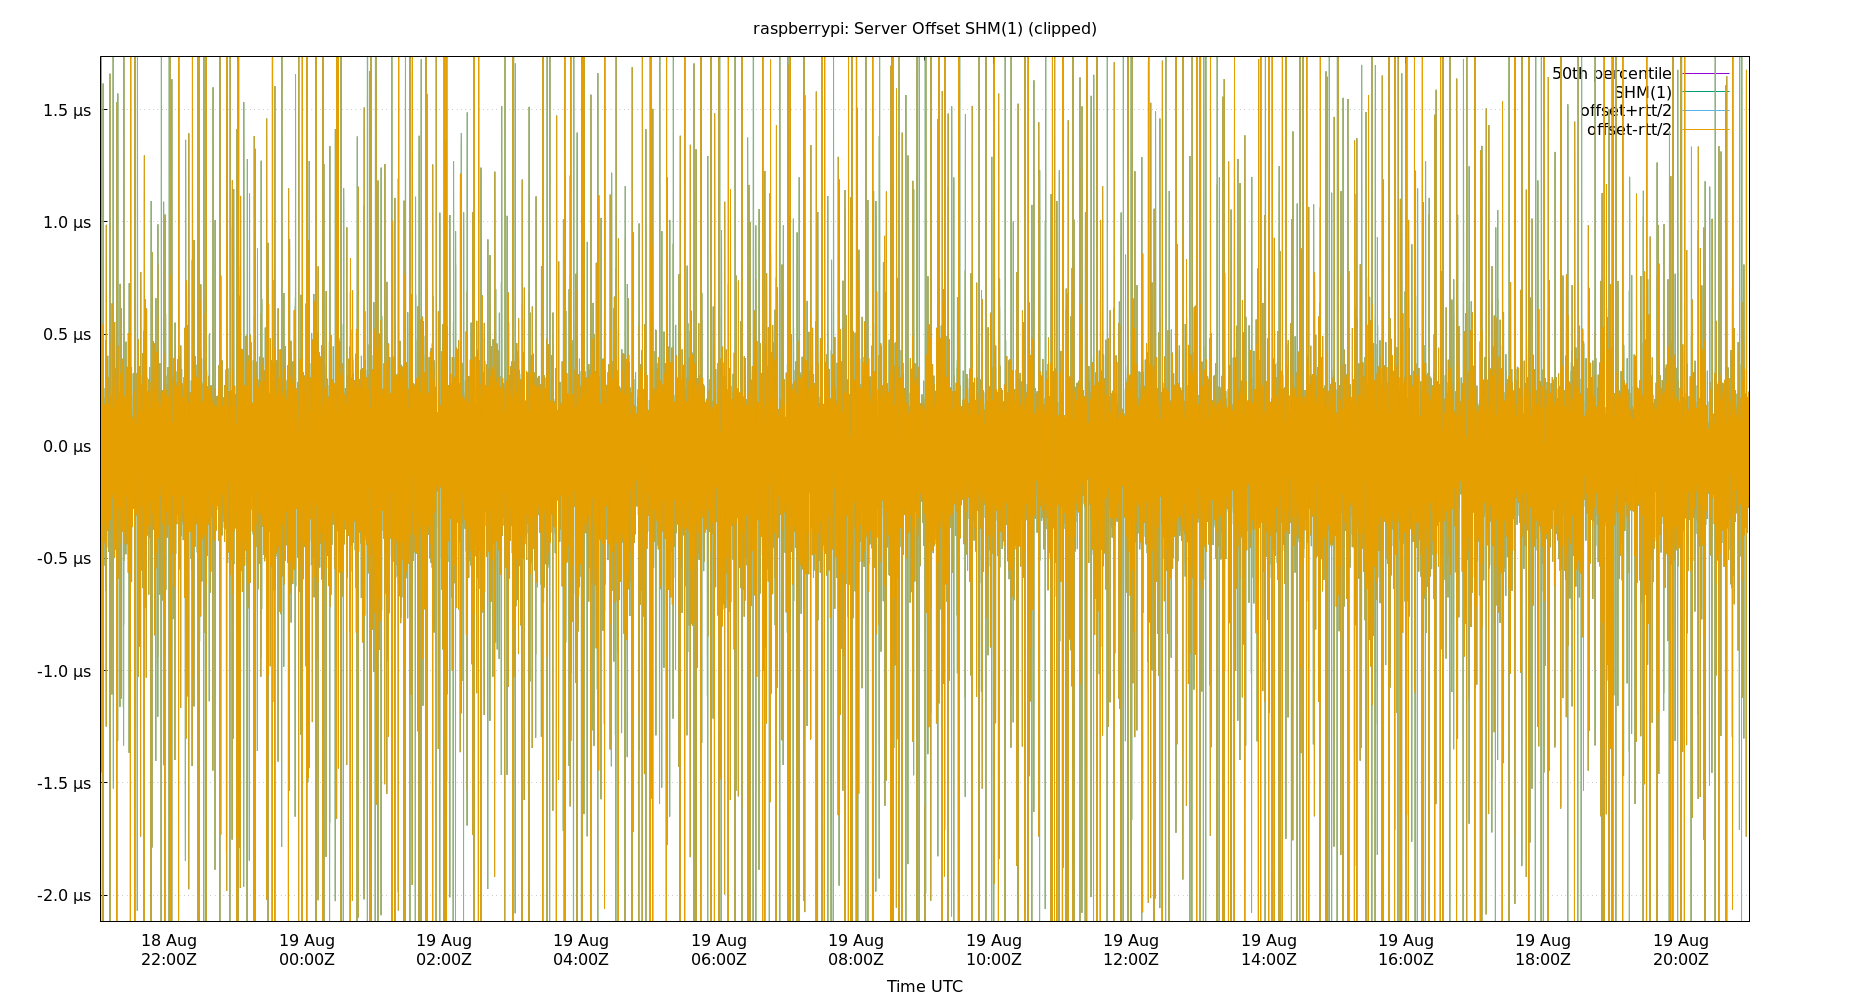 raspberrypi: Server Offset SHM(1) (clipped)
50th percentile
SHM(1)
offset+rtt/2
offset-rtt/2
1.5 µs
1.0 µs
0.5 µs
0.0 µs
-0.5 µs
-1.0 µs
-1.5 µs
-2.0 µs
18 Aug 19 Aug 19 Aug 19 Aug 19 Aug 19 Aug 19 Aug 19 Aug 19 Aug 19 Aug 19 Aug 19 Aug
22:00Z 00:00Z 02:00Z 04:00Z 06:00Z 08:00Z 10:00Z 12:00Z 14:00Z 16:00Z 18:00Z 20:00Z
Time UTC